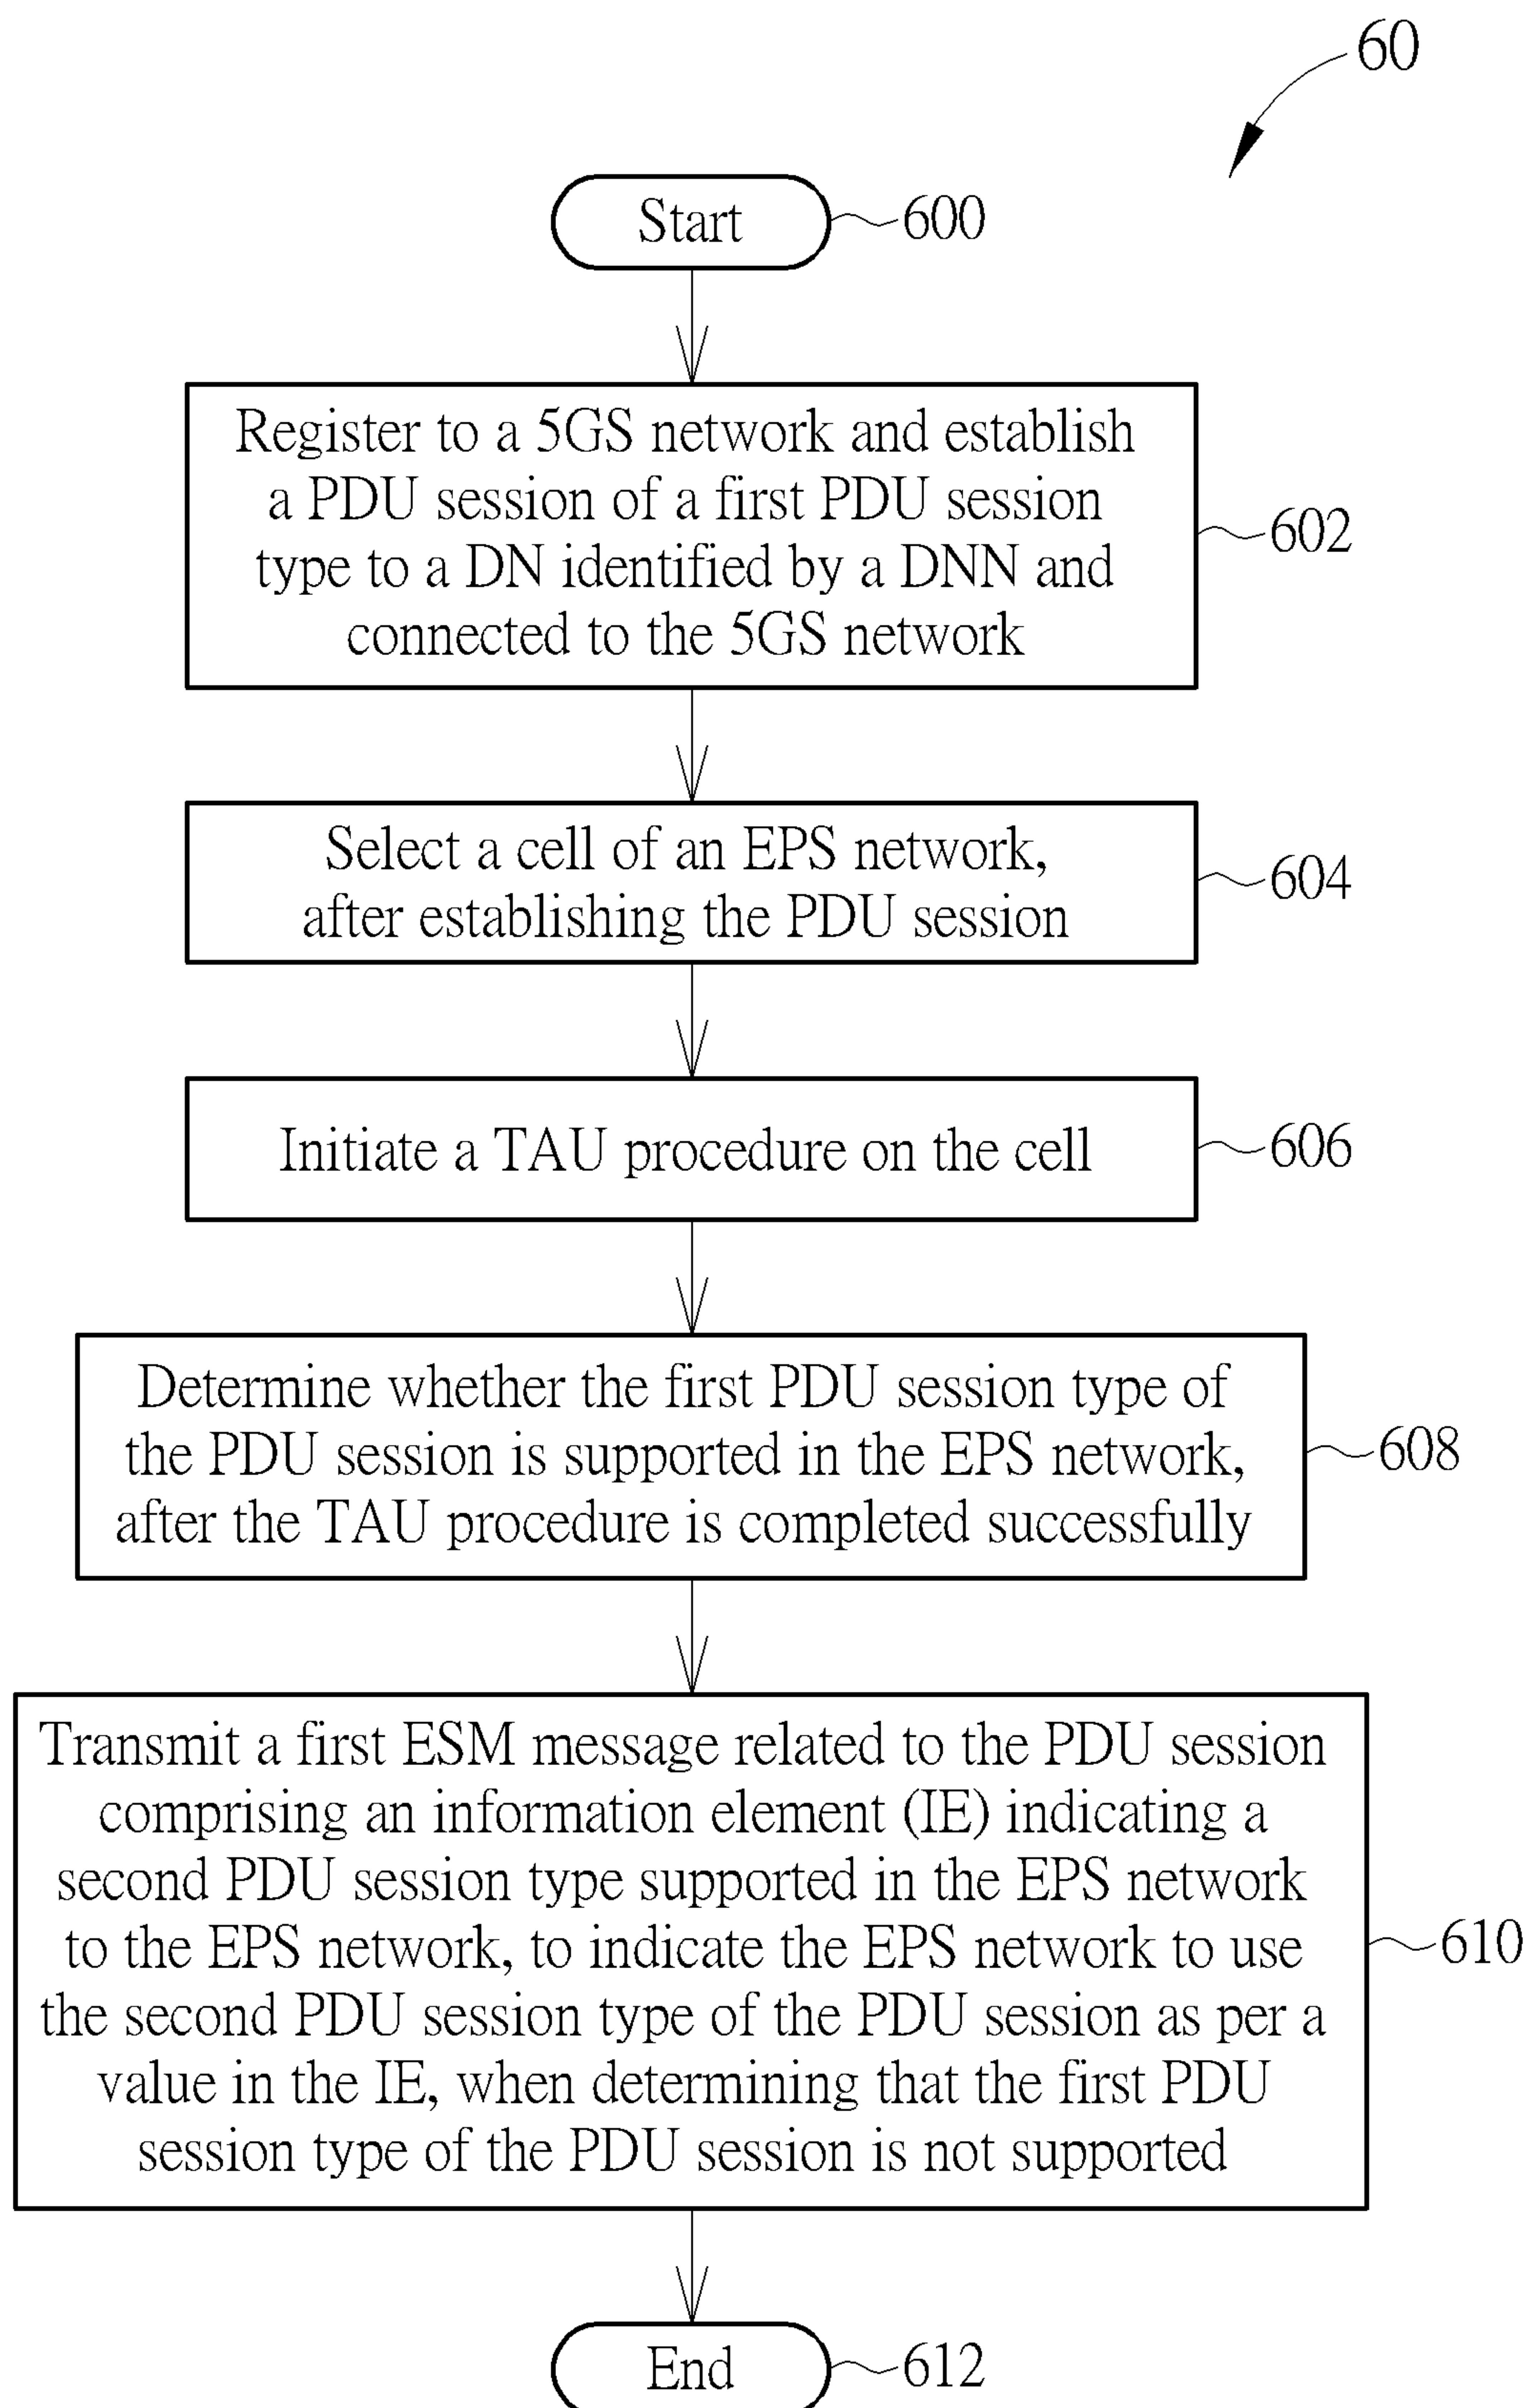 60
Start
600
Register to a 5GS network and establish
a PDU session of a first PDU session
type to a DN identified by a DNN and
connected to the 5GS network
602
Select a cell of an EPS network,
after establishing the PDU session
604
Initiate a TAU procedure on the cell
606
Determine whether the first PDU session type of
the PDU session is supported in the EPS network,
after the TAU procedure is completed successfully
608
Transmit a first ESM message related to the PDU session
comprising an information element (IE) indicating a
second PDU session type supported in the EPS network
to the EPS network, to indicate the EPS network to use
the second PDU session type of the PDU session as per a
value in the IE, when determining that the first PDU
session type of the PDU session is not supported
610
End
612